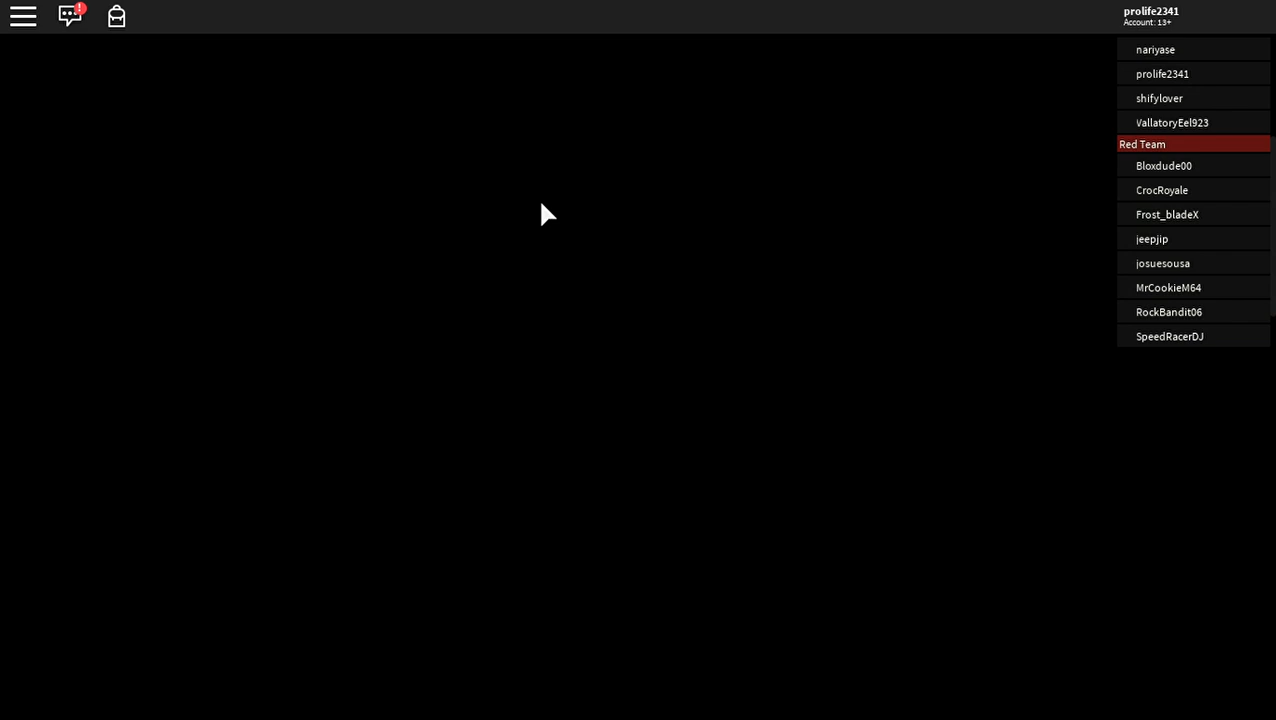 prolife2341
Account: 13+
nariyase
prolife2341
shifylover
VallatoryEel923
Red Team
Bloxdude00
CrocRoyale
Frost_bladeX
jeepjip
josuesousa
MrCookieM64
RockBandit06
SpeedRacerDJ